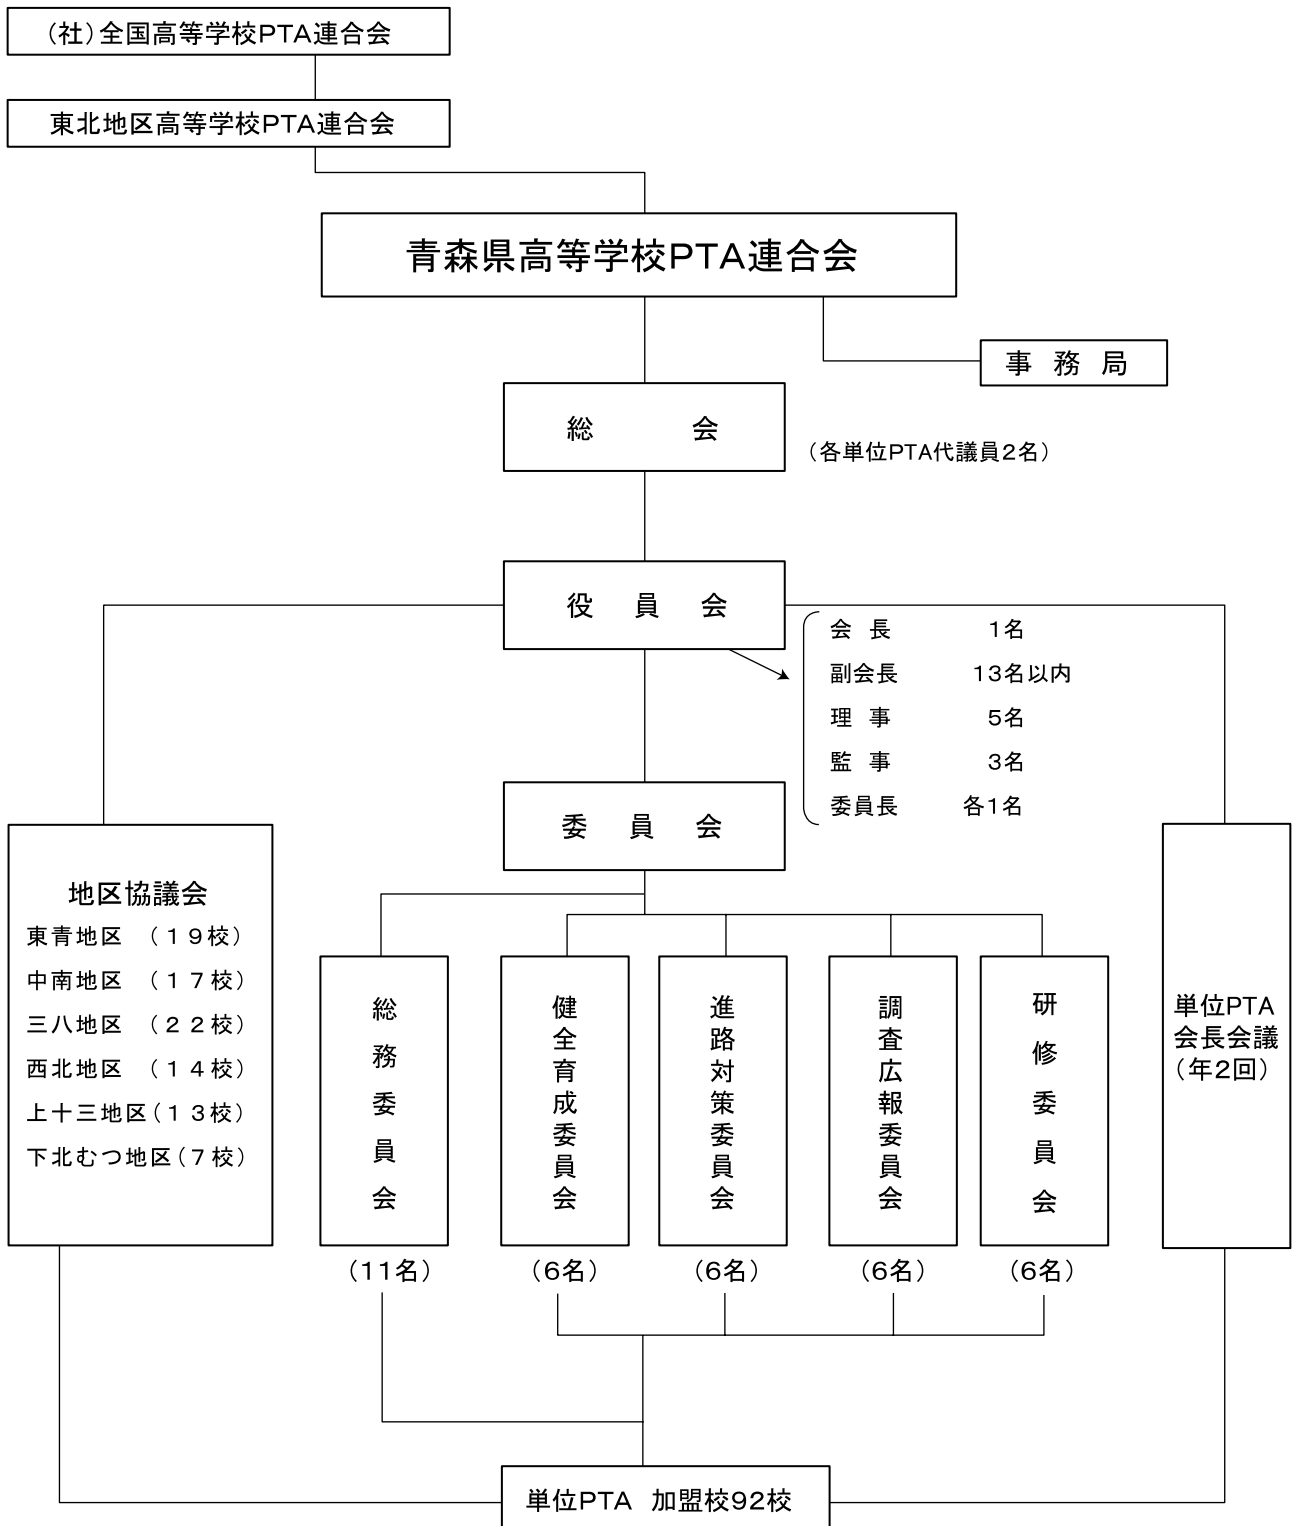 （社）全国高等学校PTA連合会
東北地区高等学校PTA連合会
青森県高等学校PTA連合会
事 務 局
総 会
（各単位PTA代議員2名）
役 員 会
会 長 1名
副会長 13名以内
理 事 5名
監 事 3名
委員長 各1名
委 員 会
地区協議会
東青地区 （１９校）
中南地区 （１７校）
三八地区 （２２校）
西北地区 （１４校）
上十三地区（１３校）
下北むつ地区（７校）
総務委員会
（11名）
健全育成委員会
（6名）
進路対策委員会
（6名）
調査広報委員会
（6名）
研修委員会
（6名）
単位PTA
会長会議
（年2回）
単位PTA 加盟校92校